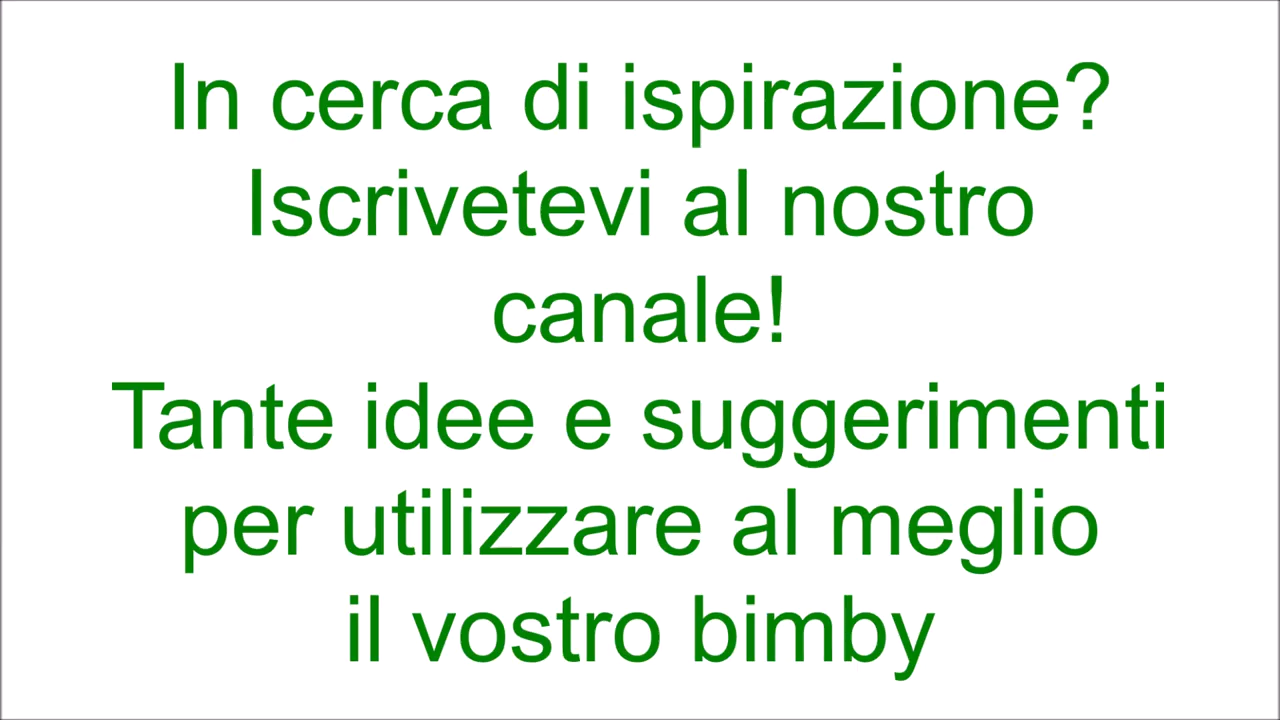 In cerca di ispirazione?
Iscrivetevi al nostro
canale!
Tante idee e suggerimenti
per utilizzare al meglio
il vostro bimby